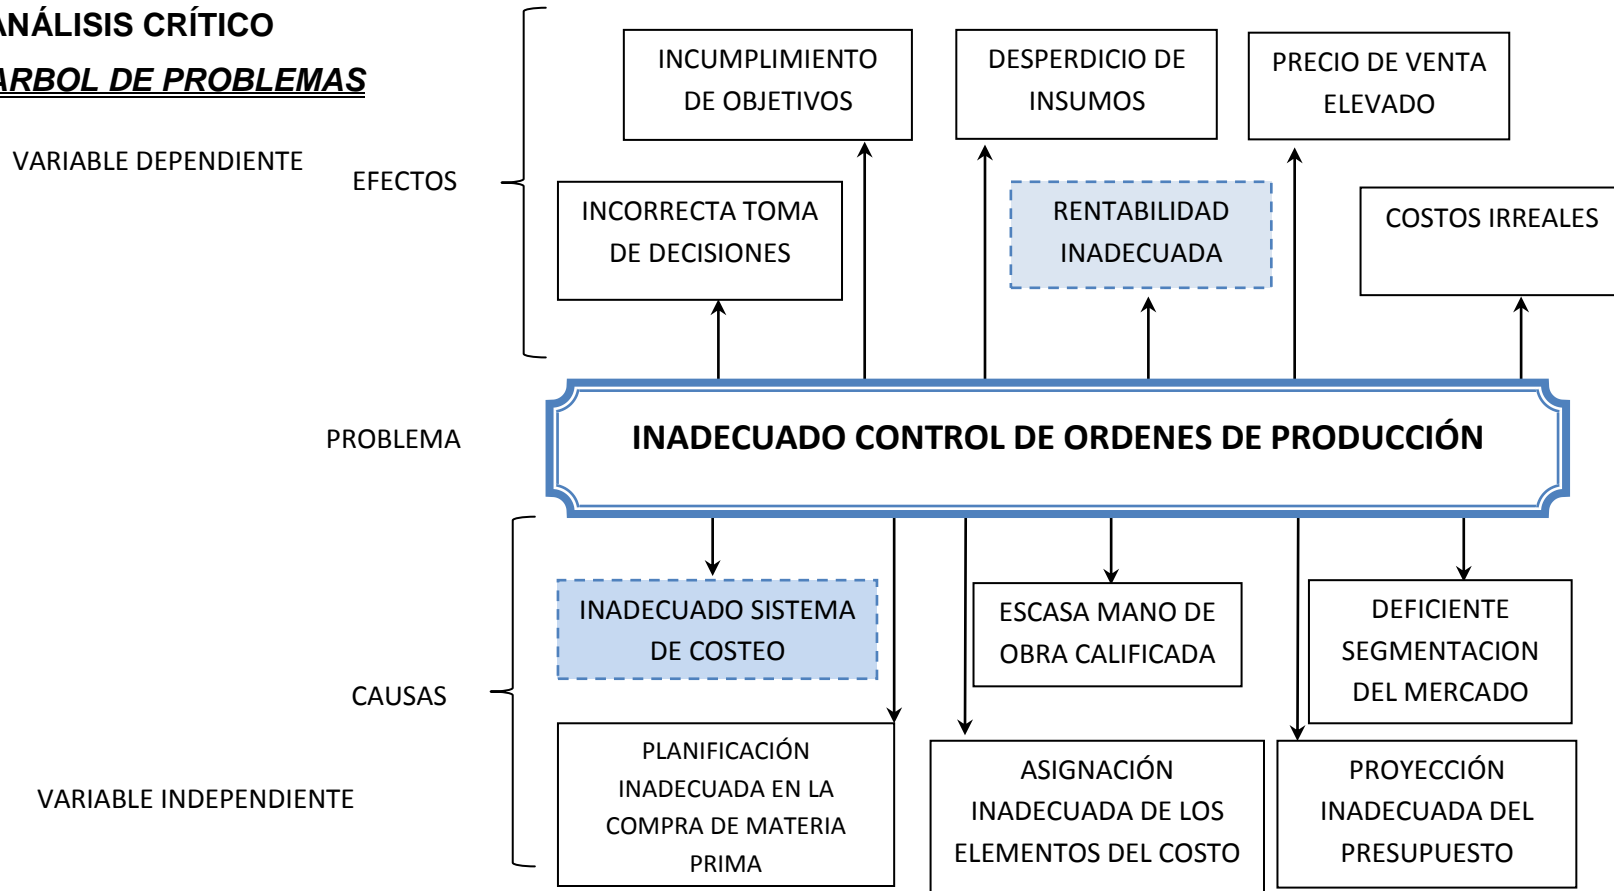 ANÁLISIS CRÍTICO
ARBOL DE PROBLEMAS
VARIABLE DEPENDIENTE
EFECTOS
INCUMPLIMIENTO
DE OBJETIVOS
DESPERDICIO DE
INSUMOS
PRECIO DE VENTA
ELEVADO
INCORRECTA TOMA
DE DECISIONES
RENTABILIDAD
INADECUADA
COSTOS IRREALES
PROBLEMA
INADECUADO CONTROL DE ORDENES DE PRODUCCIÓN
CAUSAS
VARIABLE INDEPENDIENTE
INADECUADO SISTEMA
DE COSTEO
ESCASA MANO DE
OBRA CALIFICADA
DEFICIENTE
SEGMENTACION
DEL MERCADO
PLANIFICACIÓN
INADECUADA EN LA
COMPRA DE MATERIA
PRIMA
ASIGNACIÓN
INADECUADA DE LOS
ELEMENTOS DEL COSTO
PROYECCIÓN
INADECUADA DEL
PRESUPUESTO